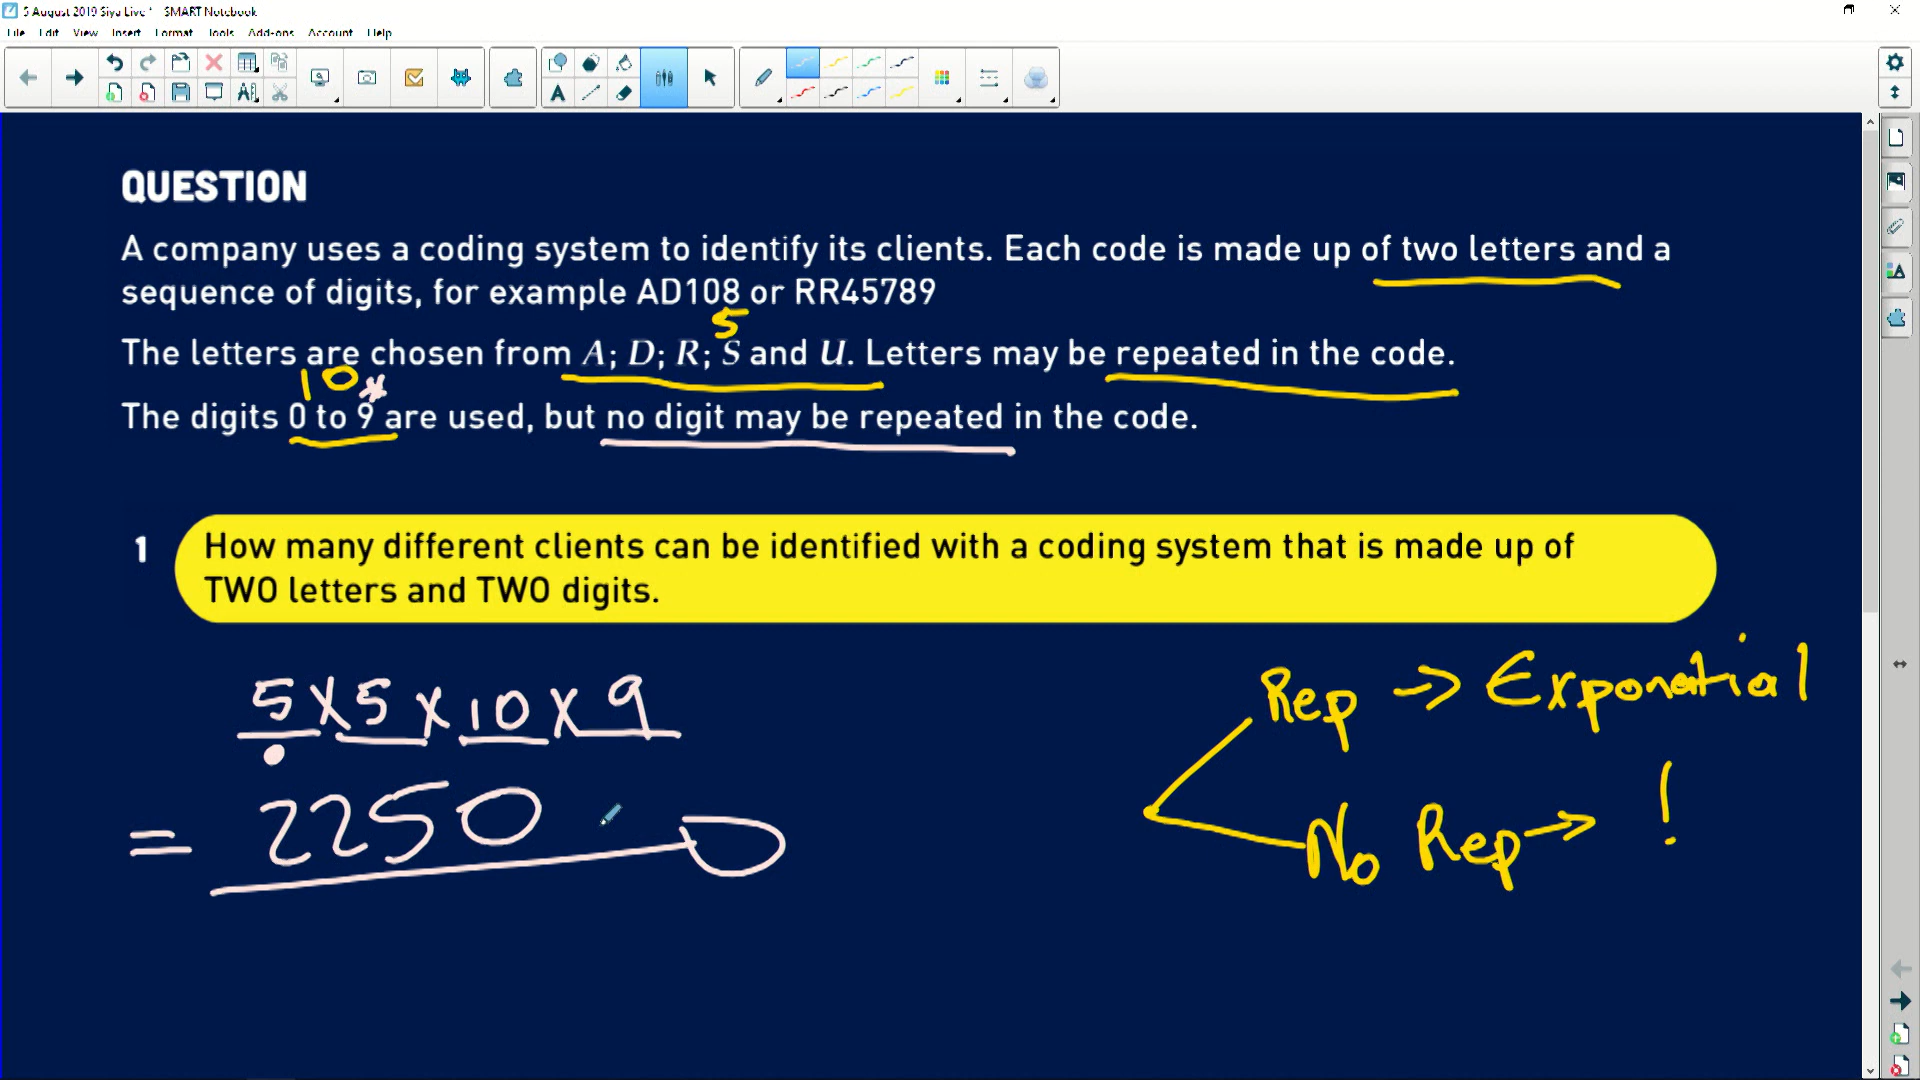 5 August 2019 Siya Live * - SMART Notebook
File Edit View Insert Format Tools Add-ons Account Help
QUESTION
A company uses a coding system to identify its clients. Each code is made up of two letters and a
sequence of digits, for example AD108 or RR45789
5
The letters are chosen from A; D; R; S and U. Letters may be repeated in the code.
10 *
The digits 0 to 9 are used, but no digit may be repeated in the code.
1 How many different clients can be identified with a coding system that is made up of
TWO letters and TWO digits.
5 x 5 x 10 x 9
= 2250
Rep → Exponatial
No Rep → !